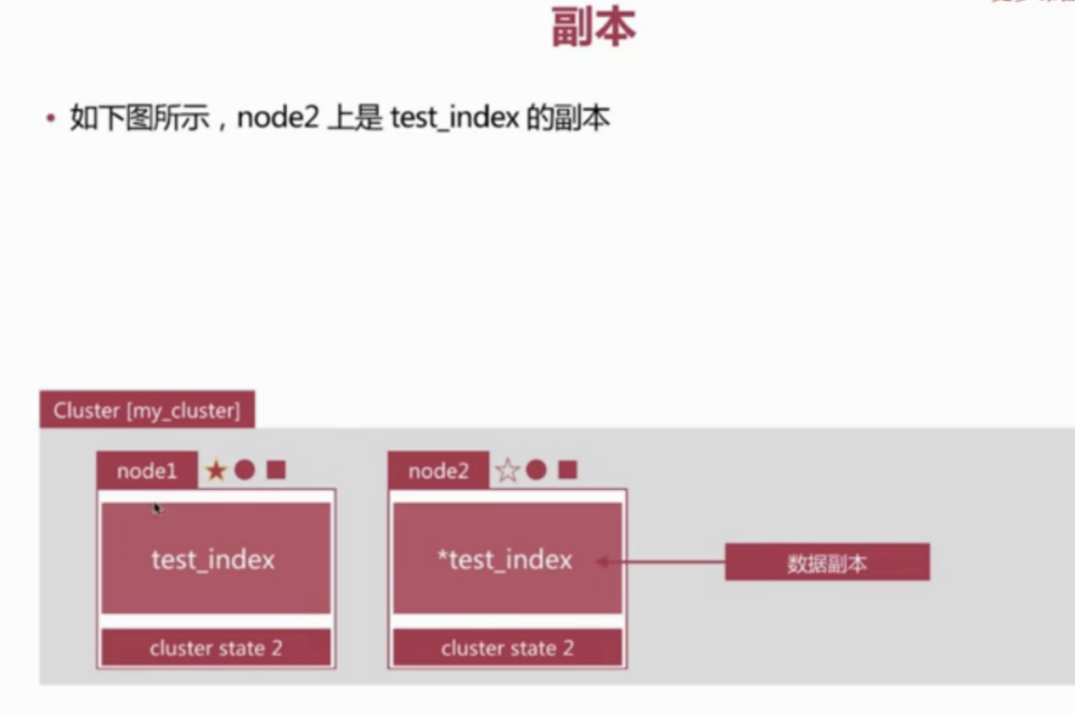 副本
• 如下图所示，node2 上是 test_index 的副本
Cluster [my_cluster]
node1
node2
test_index
*test_index
数据副本
cluster state 2
cluster state 2